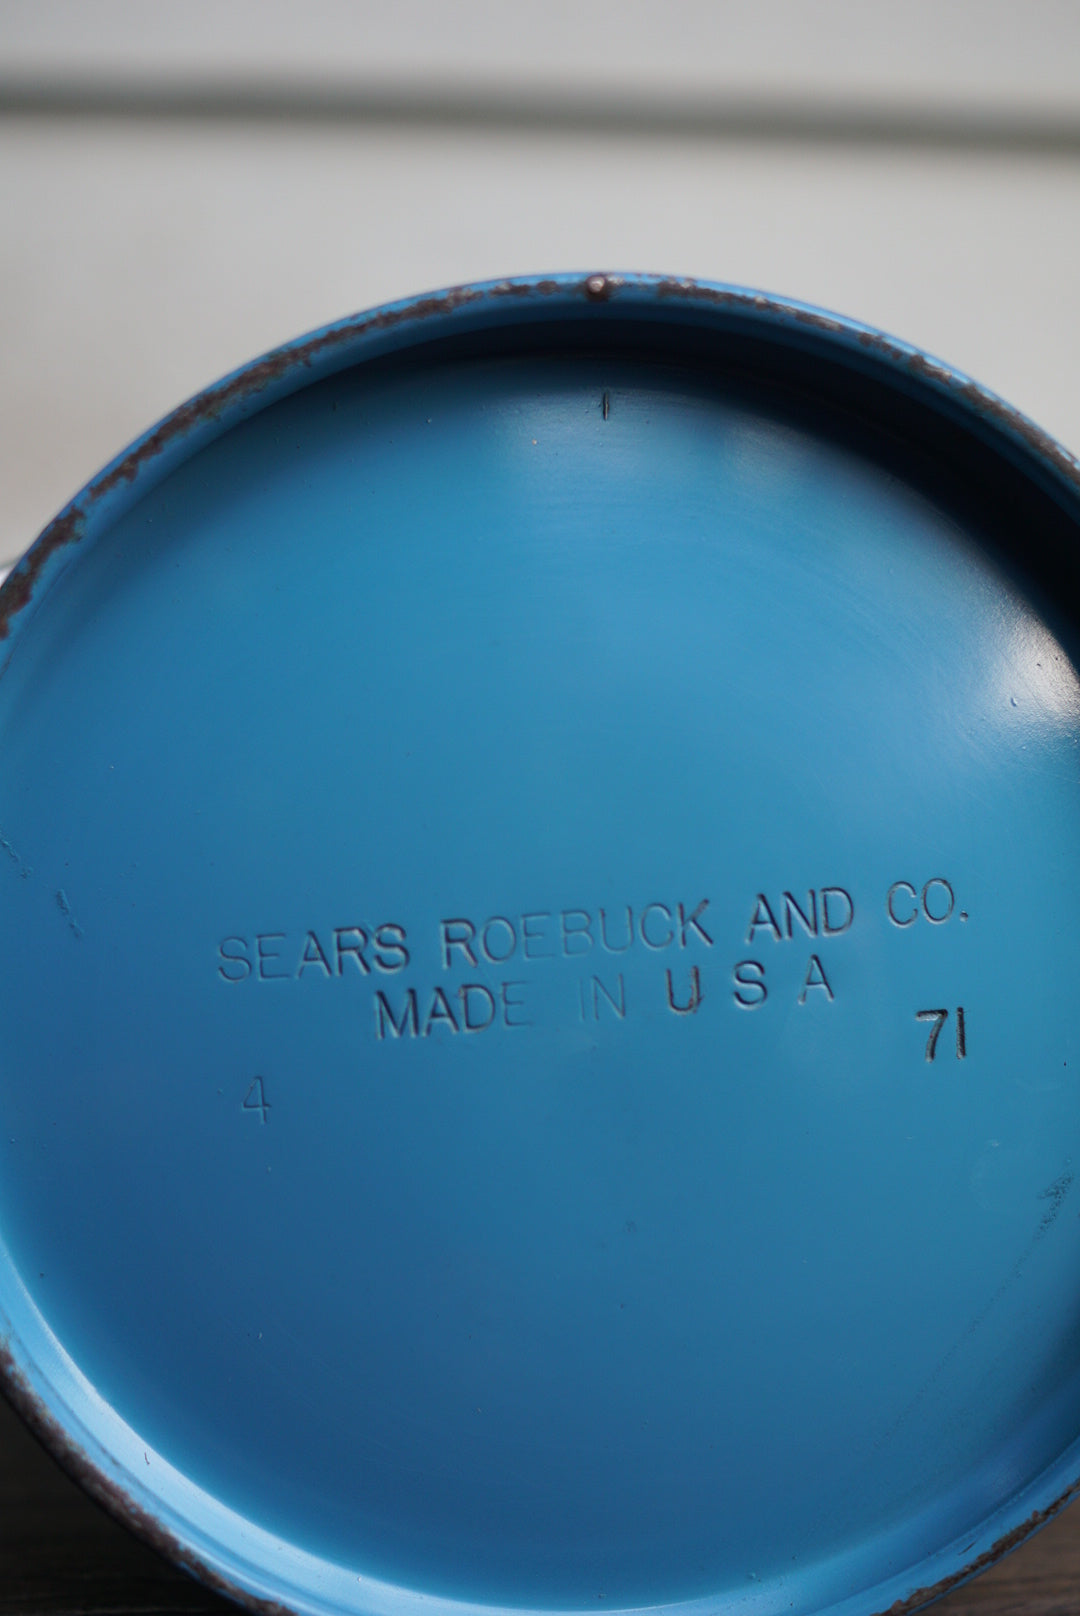 SEARS ROEBUCK AND CO.
MADE IN U S A
71
4